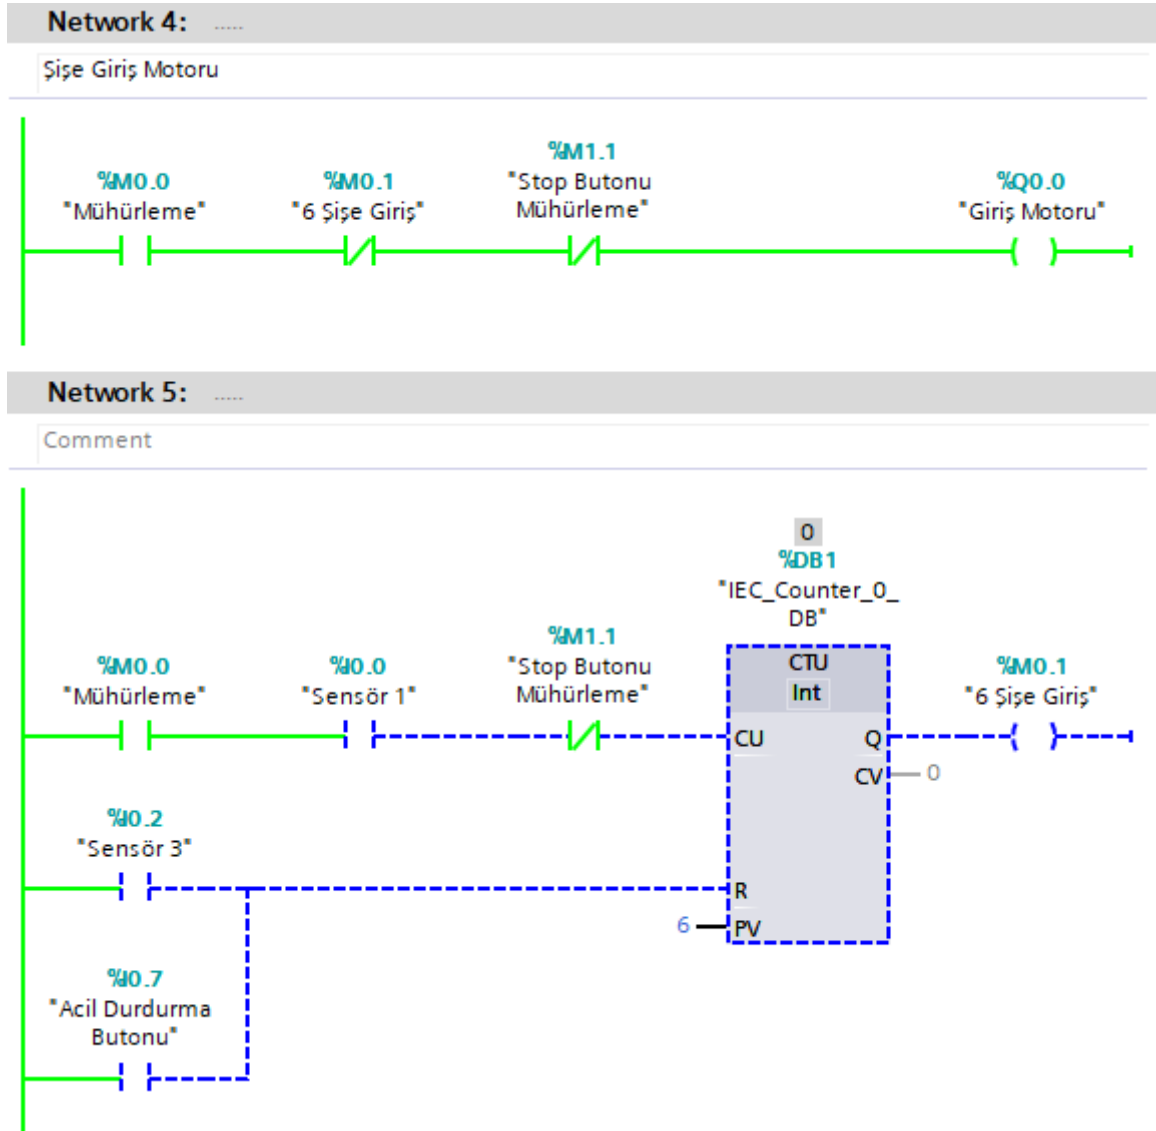 Network 4: .....
Şişe Giriş Motoru
%M1.1
%M0.0 %M0.1 "Stop Butonu %Q0.0
"Mühürleme" "6 Şişe Giriş" Mühürleme" "Giriş Motoru"
Network 5: .....
Comment
0
%DB1
"IEC_Counter_0_
DB"
%M1.1
%M0.0 %I0.0 "Stop Butonu CTU %M0.1
"Mühürleme" "Sensör 1" Mühürleme" Int "6 Şişe Giriş"
CU Q
CV 0
%I0.2
"Sensör 3"
R
6 PV
%I0.7
"Acil Durdurma
Butonu"